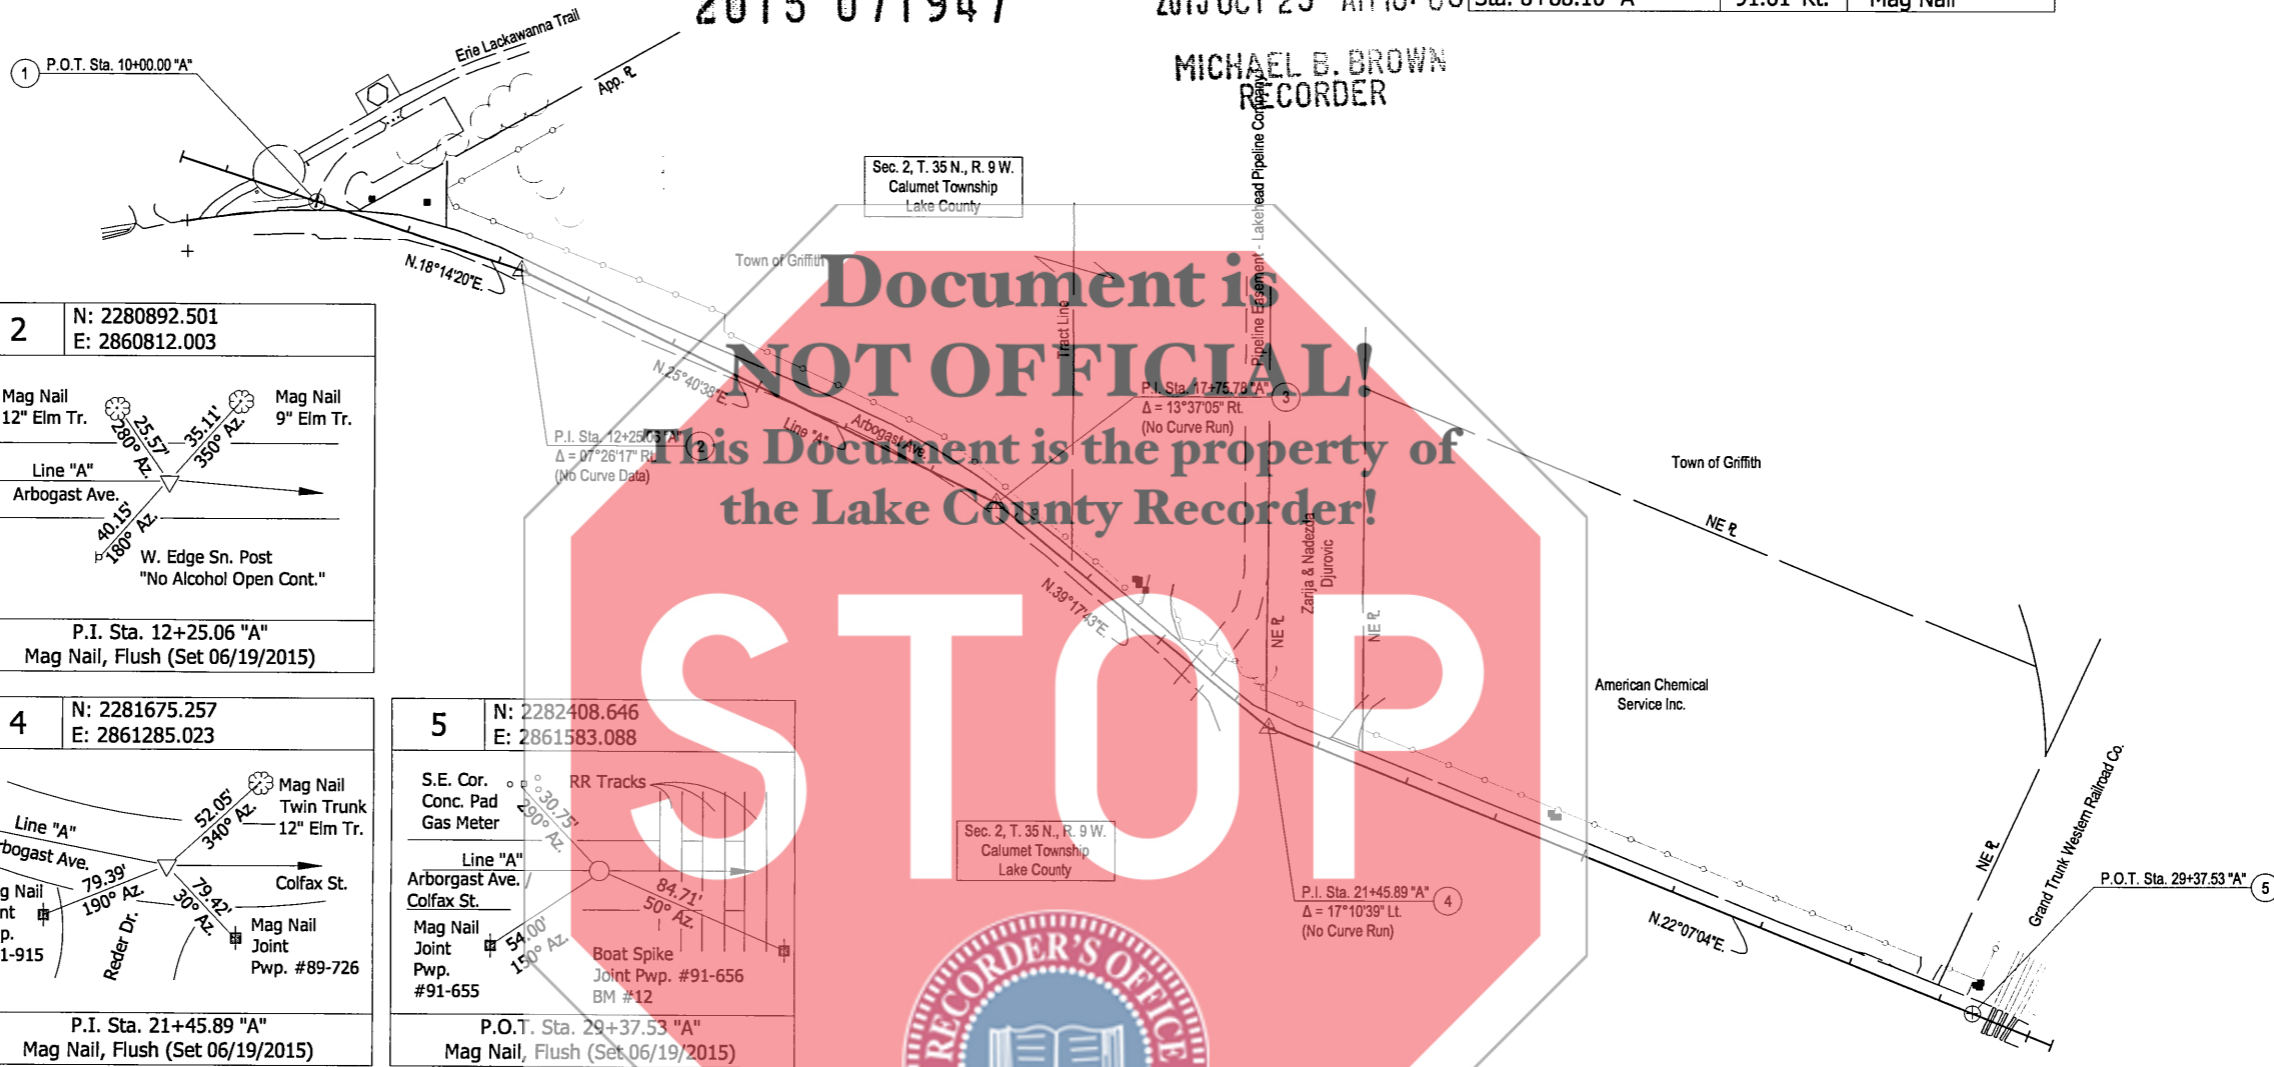 2015 071947
2015 OCT 23
MICHAEL B. BROWN
RECORDER
Mag Nail
1
P.O.T. Sta. 10+00.00 "A"
Erie Lackawanna Trail
App. ⅊
Sec. 2, T. 35 N., R. 9 W.
Calumet Township
Lake County
Pipeline Easement - Lakehead Pipeline Company
Tract Line
Town of Griffith
N.18°14'20"E.
N.25°40'38"E.
Line "A"
Arbogast Ave.
P.I. Sta. 12+25.06 "A"
2
Δ = 07°26'17" Rt.
(No Curve Data)
P.I. Sta. 17+75.78 "A"
3
Δ = 13°37'05" Rt.
(No Curve Run)
Document is
NOT OFFICIAL!
This Document is the property of
the Lake County Recorder!
STOP
RECORDER'S OFFICE
Town of Griffith
NE ⅊
Zarija & Nadezda
Djurovic
NE ⅊
NE ⅊
N.39°17'43"E.
American Chemical
Service Inc.
NE ⅊
Grand Trunk Western Railroad Co.
P.O.T. Sta. 29+37.53 "A"
5
P.I. Sta. 21+45.89 "A"
4
Δ = 17°10'39" Lt.
(No Curve Run)
N.22°07'04"E.
Sec. 2, T. 35 N., R. 9 W.
Calumet Township
Lake County
2
N: 2280892.501
E: 2860812.003
Mag Nail
12" Elm Tr.
25.57'
280° Az.
35.11'
350° Az.
Mag Nail
9" Elm Tr.
Line "A"
Arbogast Ave.
40.15'
180° Az.
W. Edge Sn. Post
"No Alcohol Open Cont."
P.I. Sta. 12+25.06 "A"
Mag Nail, Flush (Set 06/19/2015)
4
N: 2281675.257
E: 2861285.023
Mag Nail
Twin Trunk
12" Elm Tr.
52.05'
340° Az.
Line "A"
rbogast Ave.
79.39'
190° Az.
79.42'
30° Az.
Colfax St.
g Nail
nt
p.
1-915
Reder Dr.
Mag Nail
Joint
Pwp. #89-726
P.I. Sta. 21+45.89 "A"
Mag Nail, Flush (Set 06/19/2015)
5
N: 2282408.646
E: 2861583.088
S.E. Cor.
Conc. Pad
Gas Meter
30.75'
290° Az.
RR Tracks
Line "A"
Arborgast Ave.
Colfax St.
84.71'
50° Az.
54.00'
150° Az.
Mag Nail
Joint
Pwp.
#91-655
Boat Spike
Joint Pwp. #91-656
BM #12
P.O.T. Sta. 29+37.53 "A"
Mag Nail, Flush (Set 06/19/2015)